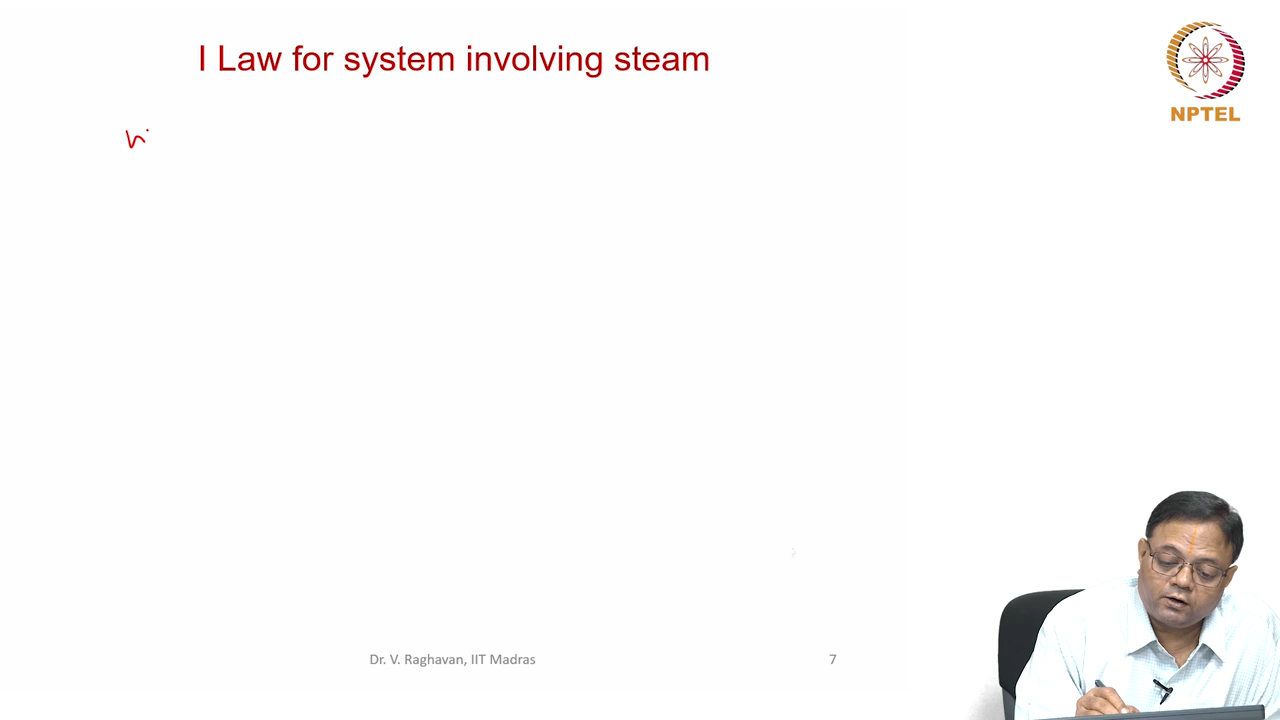 I Law for system involving steam
NPTEL
Dr. V. Raghavan, IIT Madras
7